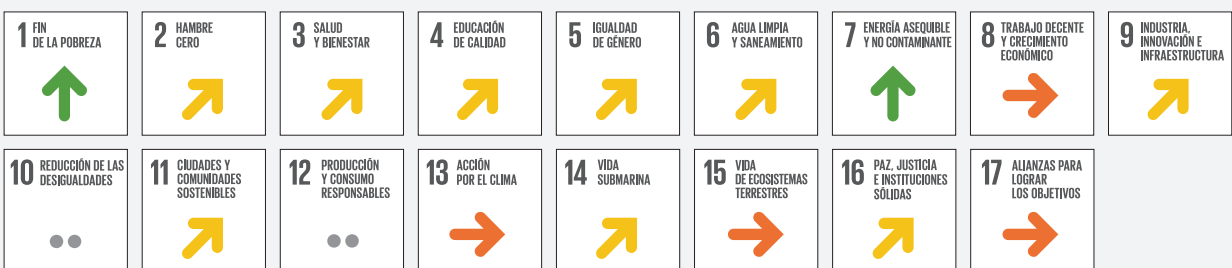 1 FIN
DE LA POBREZA
2 HAMBRE
CERO
3 SALUD
Y BIENESTAR
4 EDUCACIÓN
DE CALIDAD
5 IGUALDAD
DE GÉNERO
6 AGUA LIMPIA
Y SANEAMIENTO
7 ENERGÍA ASEQUIBLE
Y NO CONTAMINANTE
8 TRABAJO DECENTE
Y CRECIMIENTO
ECONÓMICO
9 INDUSTRIA,
INNOVACIÓN E
INFRAESTRUCTURA
10 REDUCCIÓN DE LAS
DESIGUALDADES
11 CIUDADES Y
COMUNIDADES
SOSTENIBLES
12 PRODUCCIÓN
Y CONSUMO
RESPONSABLES
13 ACCIÓN
POR EL CLIMA
14 VIDA
SUBMARINA
15 VIDA
DE ECOSISTEMAS
TERRESTRES
16 PAZ, JUSTICIA
E INSTITUCIONES
SÓLIDAS
17 ALIANZAS PARA
LOGRAR
LOS OBJETIVOS